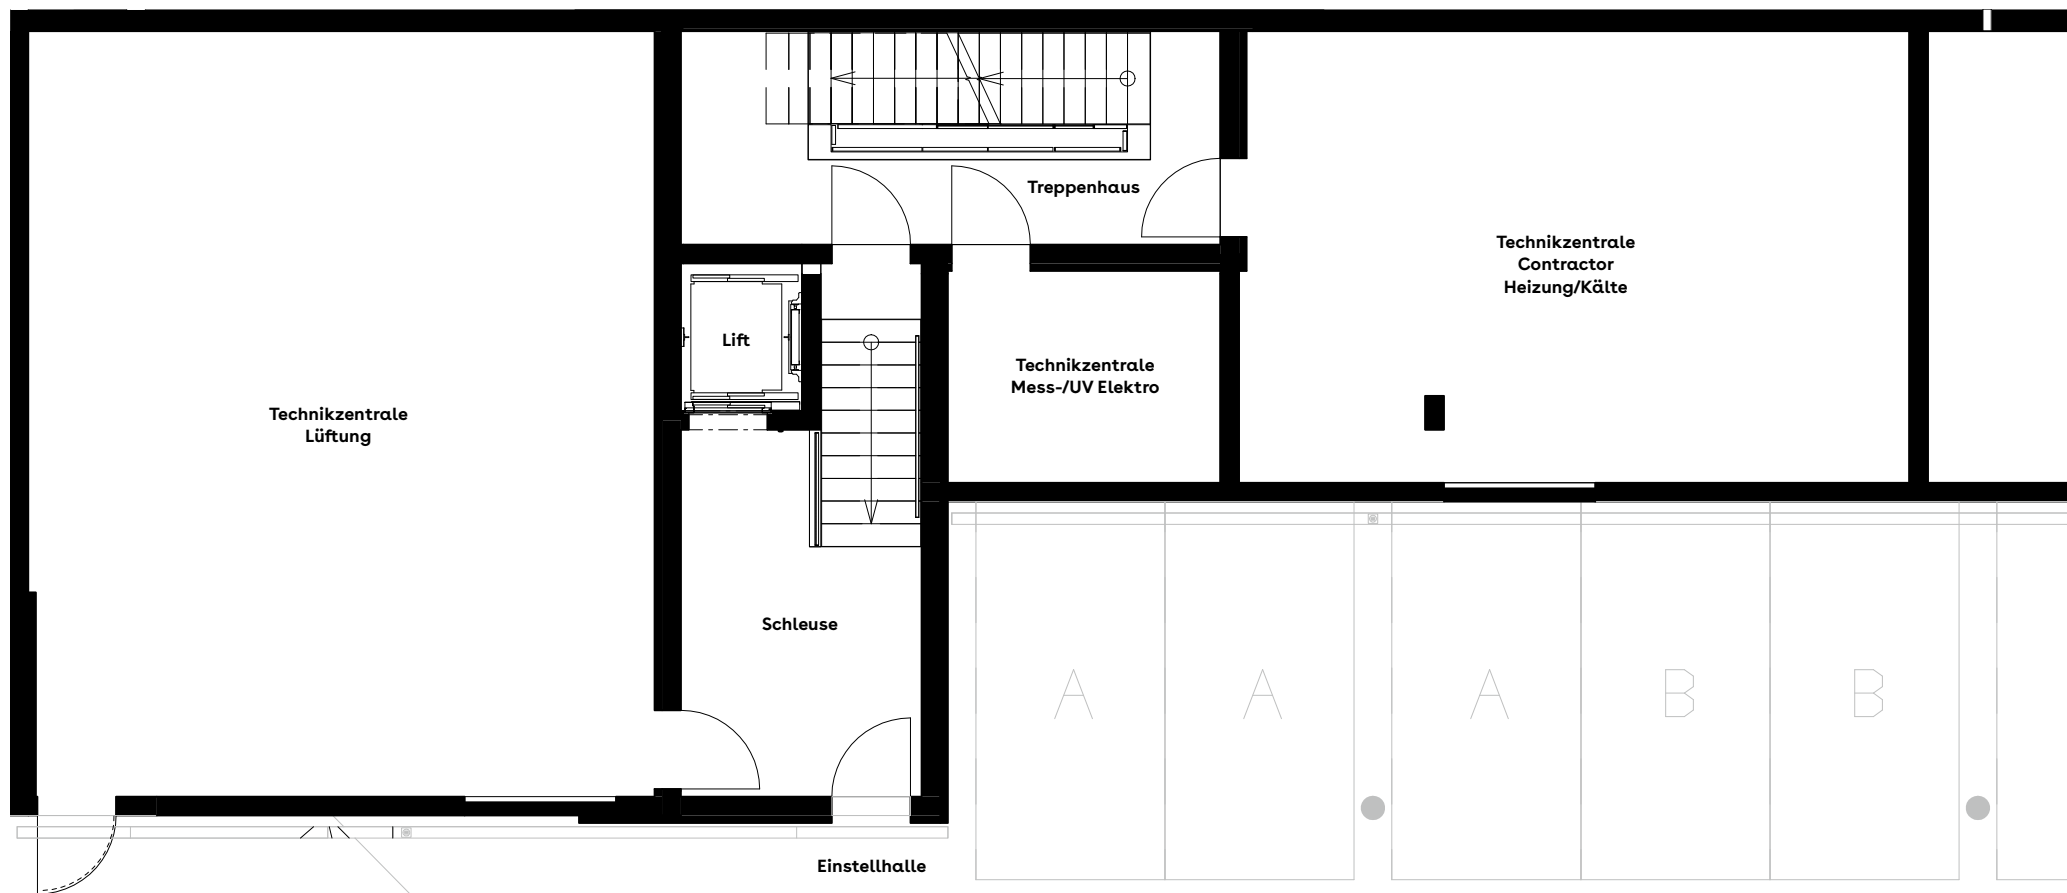 Treppenhaus
Technikzentrale
Contractor
Heizung/Kälte
Lift
Technikzentrale
Mess-/UV Elektro
Technikzentrale
Lüftung
Schleuse
A
A
A
B
B
Einstellhalle